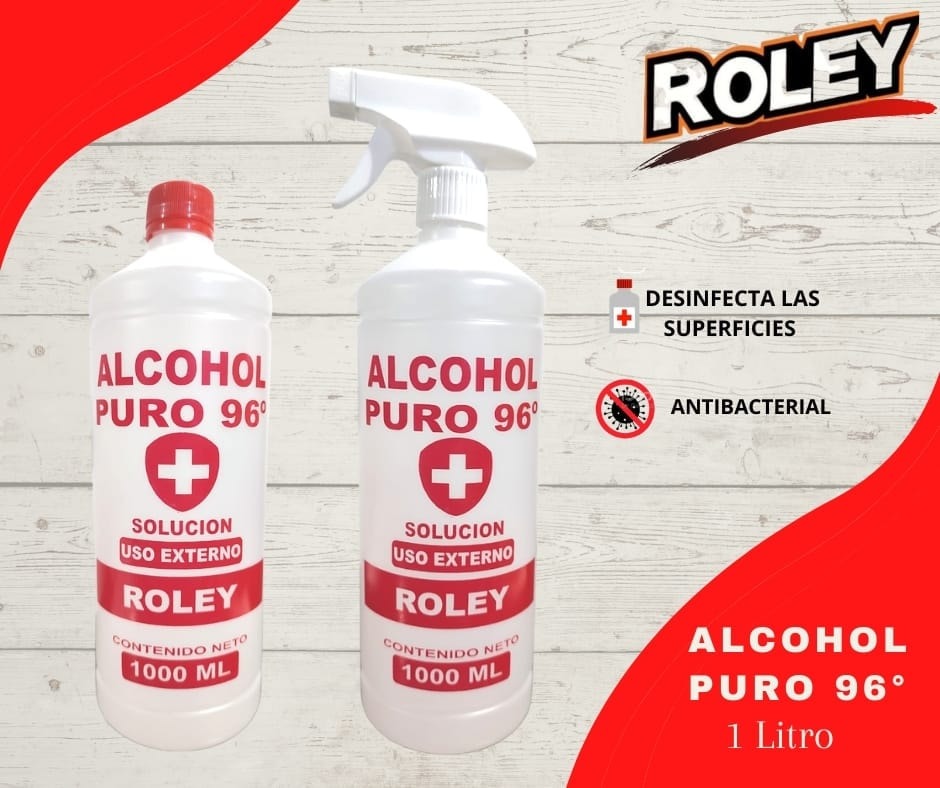 ROLEY
ALCOHOL
PURO 96°
SOLUCION
USO EXTERNO
ROLEY
CONTENIDO NETO
1000 ML
ALCOHOL
PURO 96°
SOLUCION
USO EXTERNO
ROLEY
CONTENIDO NETO
1000 ML
DESINFECTA LAS
SUPERFICIES
ANTIBACTERIAL
ALCOHOL
PURO 96°
1 Litro